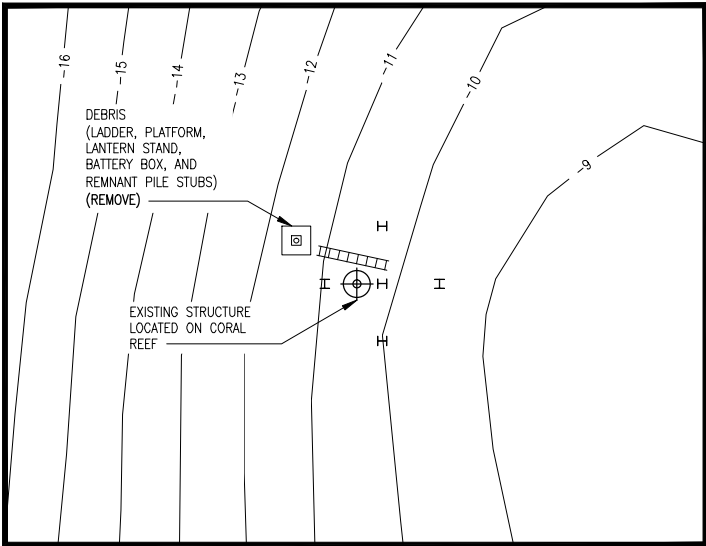 -16
-15
-14
-13
-12
-11
-10
-9
DEBRIS
(LADDER, PLATFORM,
LANTERN STAND,
BATTERY BOX, AND
REMNANT PILE STUBS)
(REMOVE)
EXISTING STRUCTURE
LOCATED ON CORAL
REEF